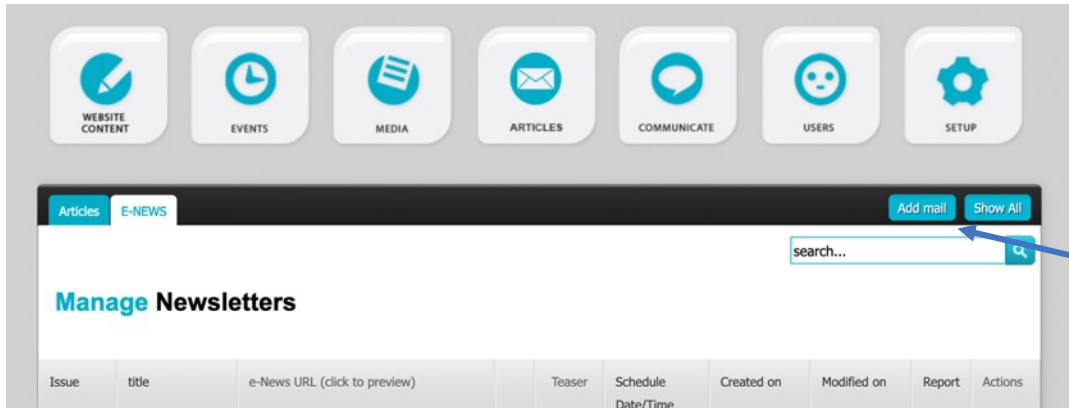 WEBSITE
CONTENT
EVENTS
MEDIA
ARTICLES
COMMUNICATE
USERS
SETUP
Articles
E-NEWS
Add mail
Show All
search...
Manage Newsletters
Issue
title
e-News URL (click to preview)
Teaser
Schedule
Date/Time
Created on
Modified on
Report
Actions